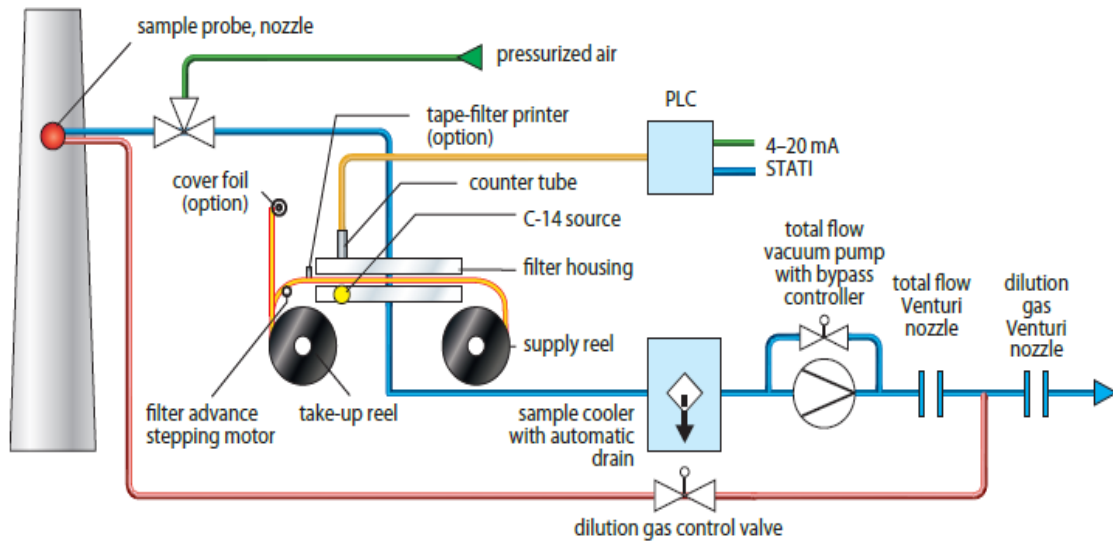 sample probe, nozzle
pressurized air
tape-filter printer
(option)
PLC
4–20 mA
STATI
cover foil
(option)
counter tube
C-14 source
filter housing
total flow
vacuum pump
with bypass
controller
total flow
Venturi
nozzle
dilution
gas
Venturi
nozzle
supply reel
filter advance
stepping motor
take-up reel
sample cooler
with automatic
drain
dilution gas control valve